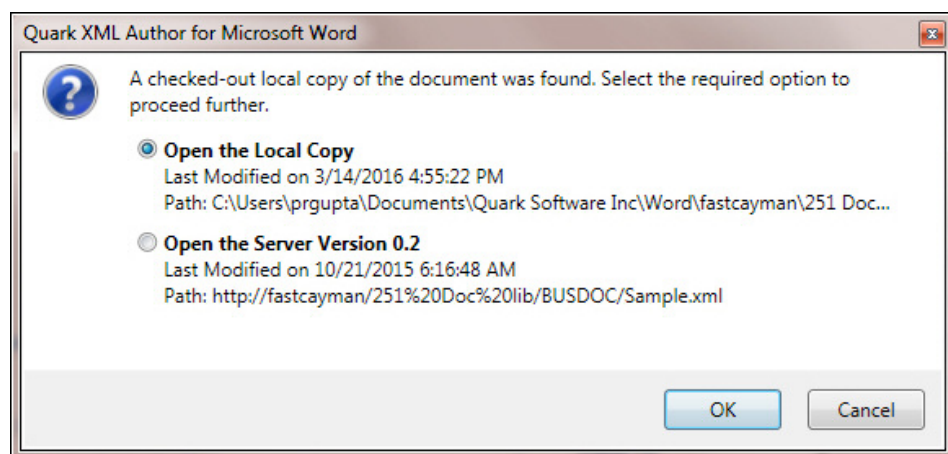 Quark XML Author for Microsoft Word
A checked-out local copy of the document was found. Select the required option to
proceed further.
Open the Local Copy
Last Modified on 3/14/2016 4:55:22 PM
Path: C:\Users\prgupta\Documents\Quark Software Inc\Word\fastcayman\251 Doc...
Open the Server Version 0.2
Last Modified on 10/21/2015 6:16:48 AM
Path: http://fastcayman/251%20Doc%20lib/BUSDOC/Sample.xml
OK
Cancel